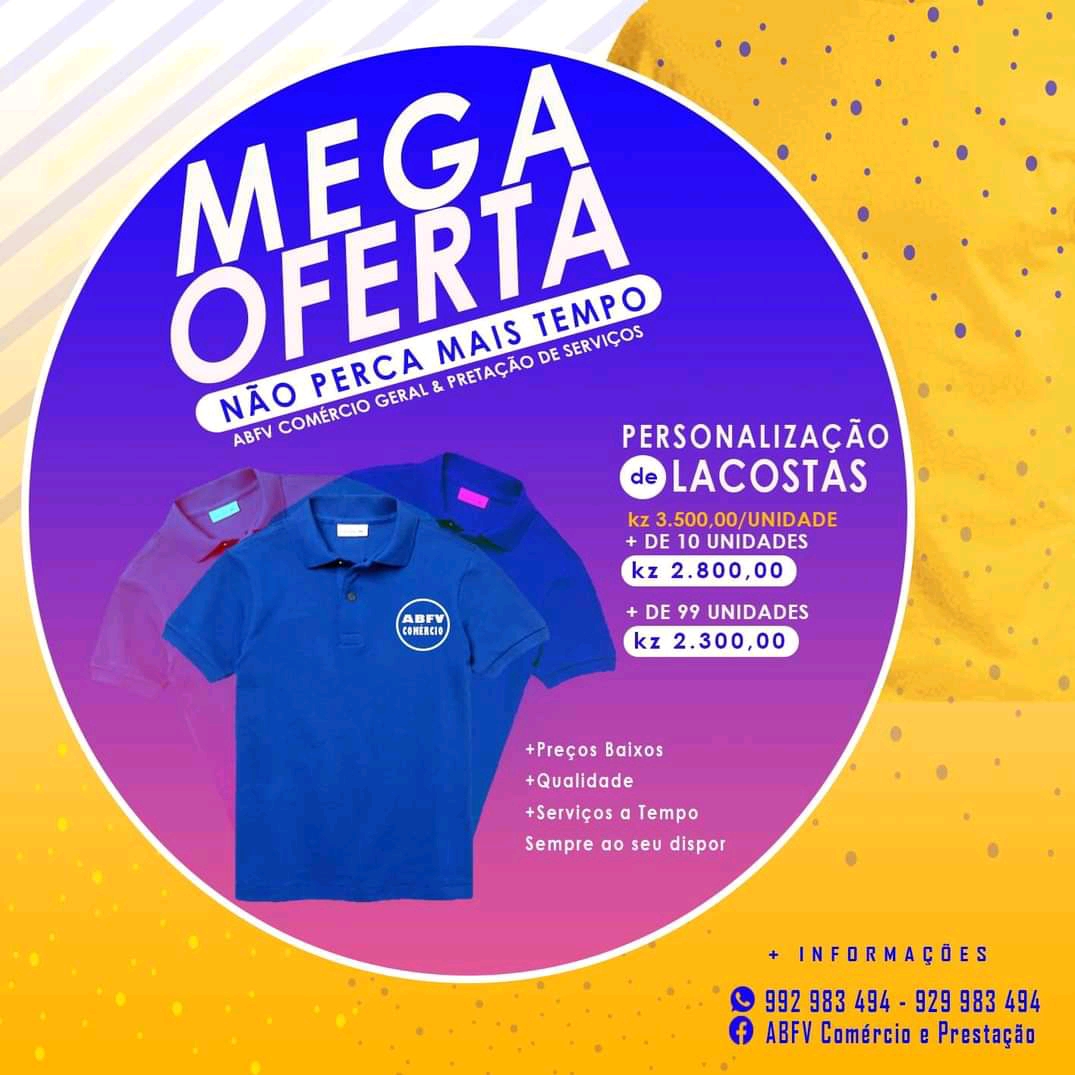 MEGA
OFERTA
NÃO PERCA MAIS TEMPO
ABFV COMÉRCIO GERAL & PRETAÇÃO DE SERVIÇOS
PERSONALIZAÇÃO
de LACOSTAS
kz 3.500,00/UNIDADE
+ DE 10 UNIDADES
kz 2.800,00
+ DE 99 UNIDADES
kz 2.300,00
ABFV
COMÉRCIO
+Preços Baixos
+Qualidade
+Serviços a Tempo
Sempre ao seu dispor
+ INFORMAÇÕES
992 983 494 - 929 983 494
ABFV Comércio e Prestação